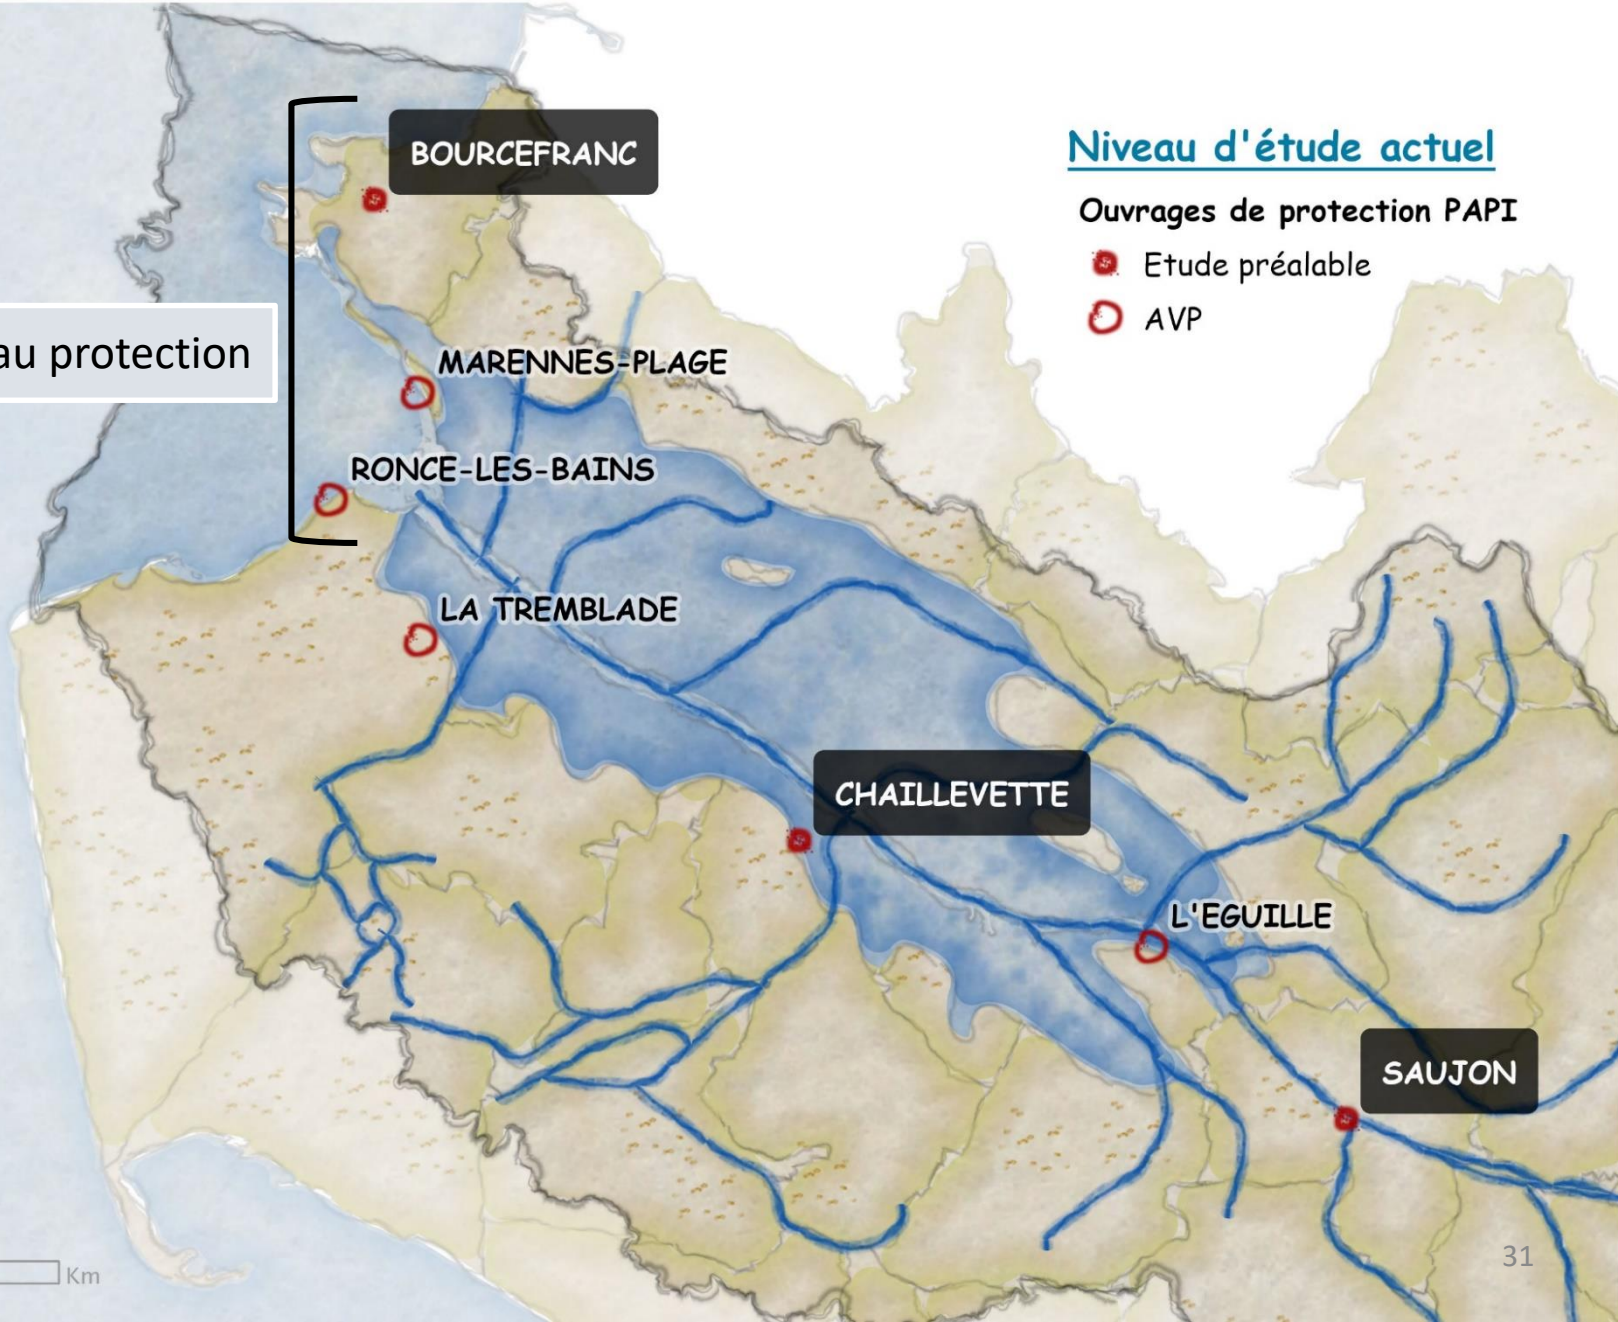 BOURCEFRANC
Niveau d'étude actuel
Ouvrages de protection PAPI
Etude préalable
AVP
au protection
MARENNES-PLAGE
RONCE-LES-BAINS
LA TREMBLADE
CHAILLEVETTE
L'EGUILLE
SAUJON
31
Km